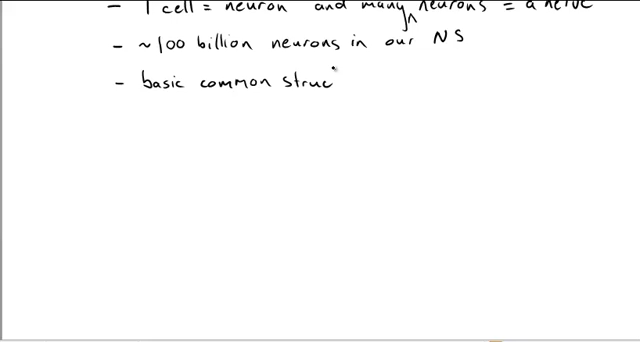 - 1 cell = neuron and many neurons = a nerve
- ~100 billion neurons in our NS
- basic common struc